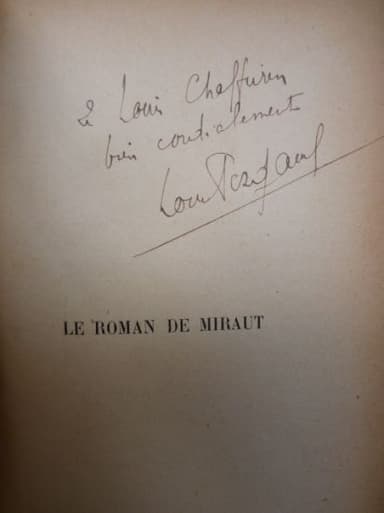 à Louis Chaffurin
bien cordialement
Louis Pergaud
LE ROMAN DE MIRAUT